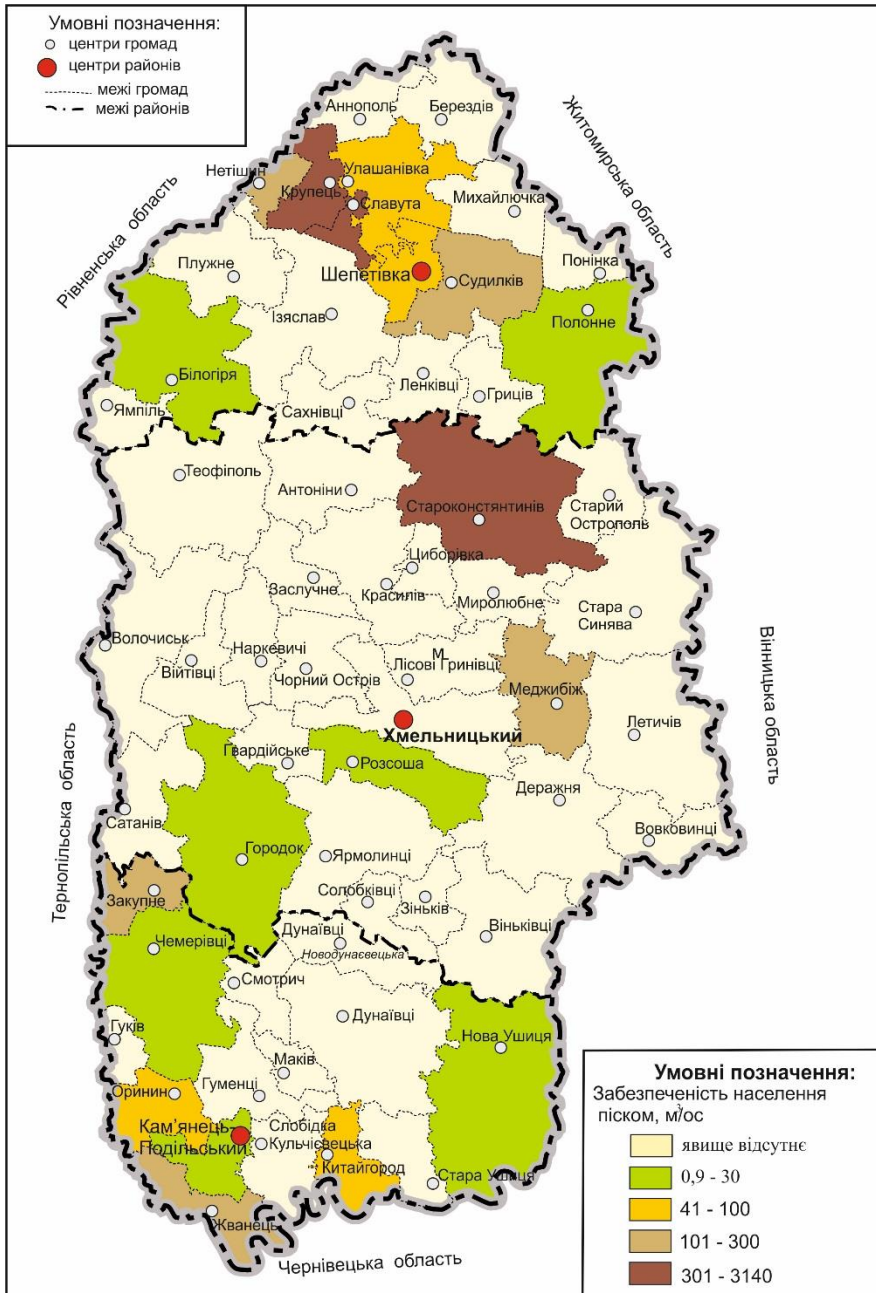 Умовні позначення:
центри громад
центри районів
межі громад
межі районів
Житомирська область
Рівненська область
Вінницька область
Тернопільська область
Чернівецька область
Аннопіль
Берездів
Нетішин
Улашанівка
Крупець
Славута
Михайлючка
Плужне
Шепетівка
Судилків
Понінка
Ізяслав
Полонне
Білогіря
Ленківці
Гриців
Ямпіль
Сахнівці
Теофіполь
Антоніни
Староконстянтинів
Старий
Острополь
Циборівка
Заслучне
Красилів
Миролюбне
Стара
Синява
Волочиськ
Війтівці
Наркевичі
Чорний Острів
М
Лісові Гринівці
Меджибіж
Летичів
Хмельницький
Гвардійське
Розсоша
Деражня
Сатанів
Вовковинці
Городок
Ярмолинці
Закупне
Солобківці
Зіньків
Віньківці
Чемерівці
Дунаївці
Новодунаєвецька
Смотрич
Дунаївці
Гуків
Нова Ушиця
Маків
Оринин
Гуменці
Кам’янець-
Подільський
Слобідка
Кульчієвецька
Китайгород
Стара Ушиця
Жванець
Умовні позначення:
Забезпеченість населення
піском, м³/ос
явище відсутнє
0,9 - 30
41 - 100
101 - 300
301 - 3140